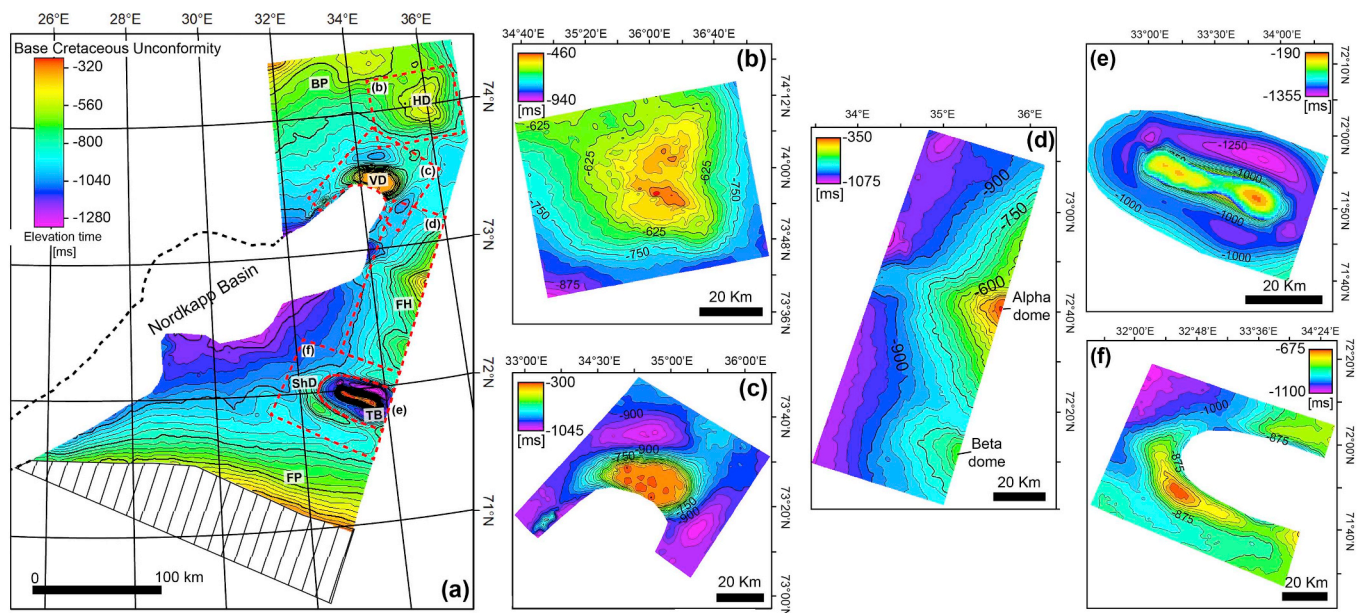 26°E 28°E 30°E 32°E 34°E 36°E
Base Cretaceous Unconformity
-320
-560
-800
-1040
-1280
Elevation time
[ms]
BP
(b)
HD
74°N
VD
(c)
(d)
73°N
Nordkapp Basin
FH
(f)
ShD
72°N
TB
(e)
FP
71°N
0 100 km
(a)
34°40'E 35°20'E 36°00'E 36°40'E
-460
-940
[ms]
(b)
74°12'N
-625
-625
-625
74°00'N
-750
-750
-625
73°48'N
-750
-875
20 Km
73°36'N
33°00'E 34°30'E 35°00'E 36°00'E
-300
-1045
[ms]
-900
73°40'N
-900
-750
73°20'N
-750
-900
20 Km
73°00'N
(c)
34°E 35°E 36°E
-350
-1075
[ms]
(d)
-900
73°00'N
-750
-600
Alpha
dome
72°40'N
-900
72°20'N
Beta
dome
20 Km
(e)
33°00'E 33°30'E 34°00'E
-190
-1355
[ms]
72°10'N
72°00'N
-1250
-1000
71°50'N
-1000
-1000
-1000
71°40'N
20 Km
(f)
32°00'E 32°48'E 33°36'E 34°24'E
-675
-1100
[ms]
72°20'N
-1000
-875
72°00'N
-875
-875
71°40'N
20 Km